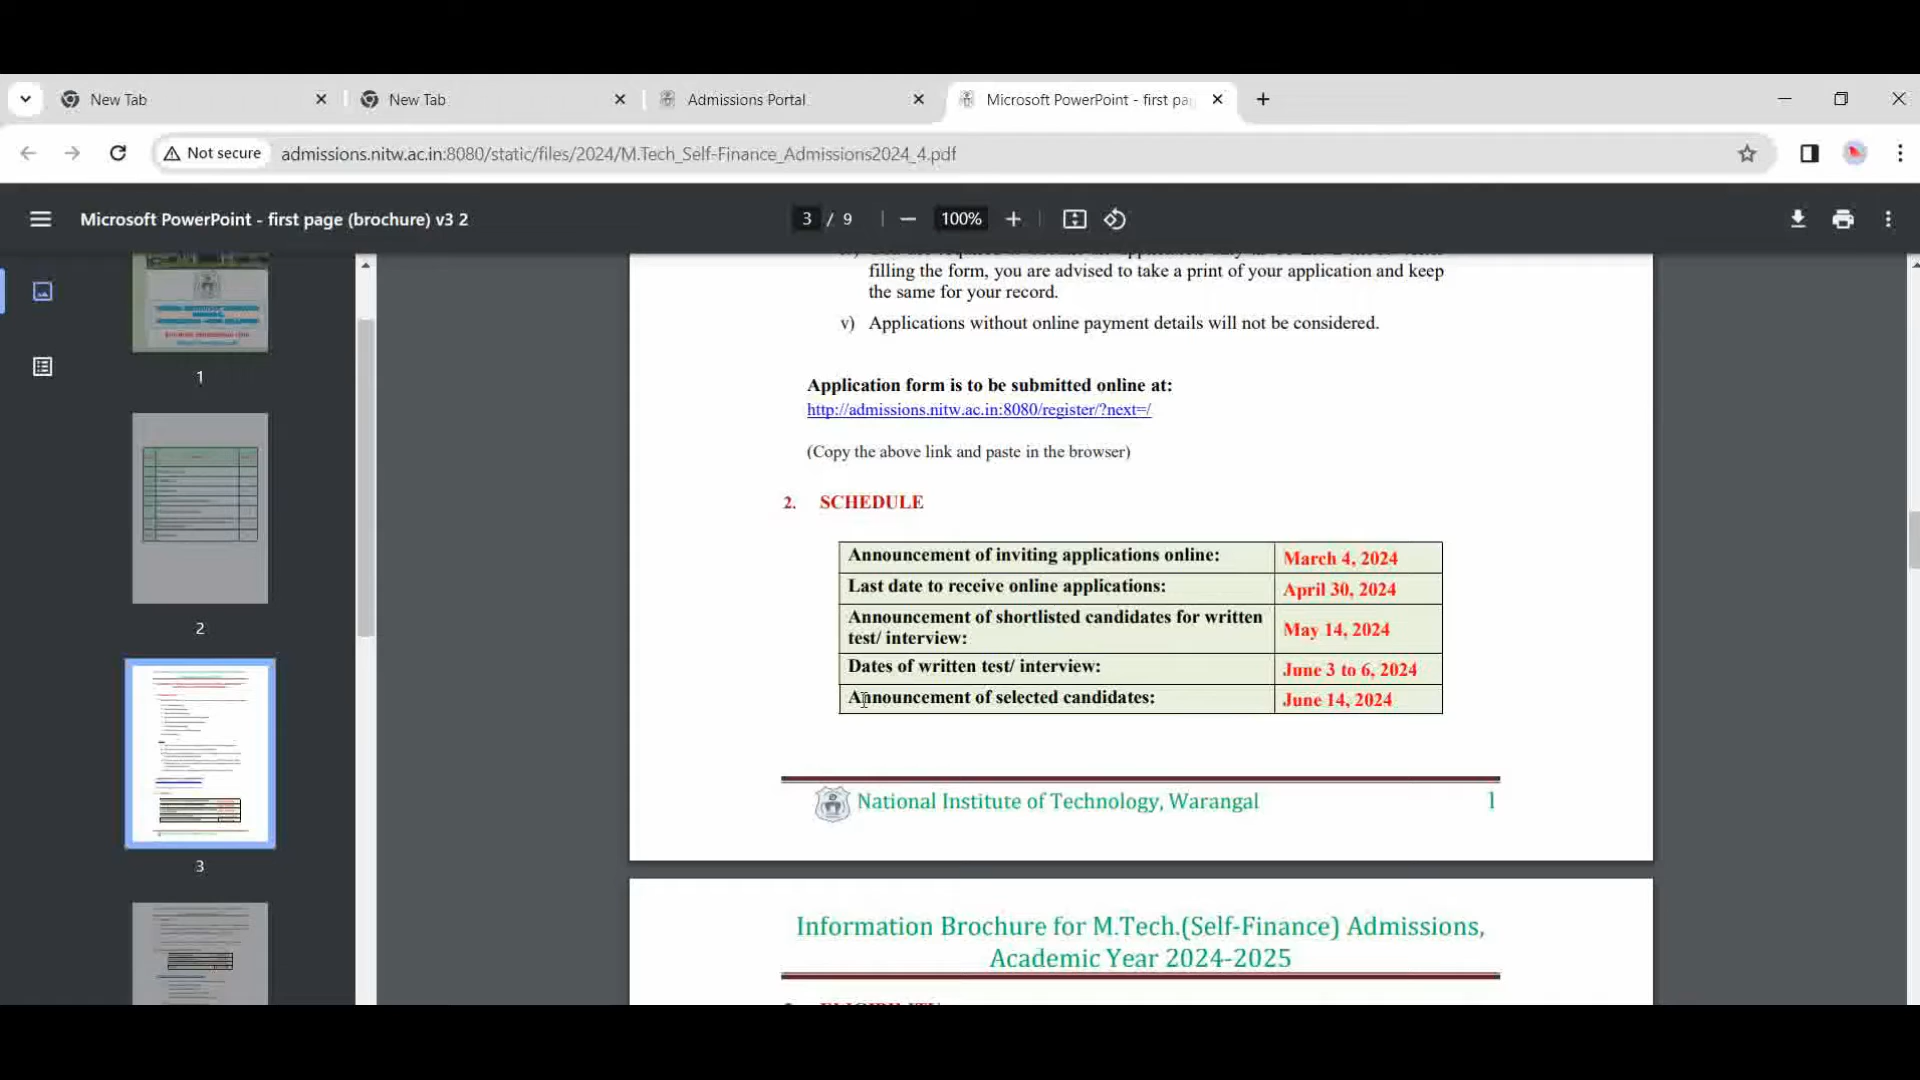 New Tab
New Tab
Admissions Portal
Microsoft PowerPoint - first pa
Not secure
admissions.nitw.ac.in:8080/static/files/2024/M.Tech_Self-Finance_Admissions2024_4.pdf
Microsoft PowerPoint - first page (brochure) v3 2
3 / 9
100%
1
2
3
filling the form, you are advised to take a print of your application and keep
the same for your record.
v) Applications without online payment details will not be considered.
Application form is to be submitted online at:
http://admissions.nitw.ac.in:8080/register/?next=/
(Copy the above link and paste in the browser)
2. SCHEDULE
Announcement of inviting applications online: March 4, 2024
Last date to receive online applications: April 30, 2024
Announcement of shortlisted candidates for written
test/ interview: May 14, 2024
Dates of written test/ interview: June 3 to 6, 2024
Announcement of selected candidates: June 14, 2024
National Institute of Technology, Warangal 1
Information Brochure for M.Tech.(Self-Finance) Admissions,
Academic Year 2024-2025